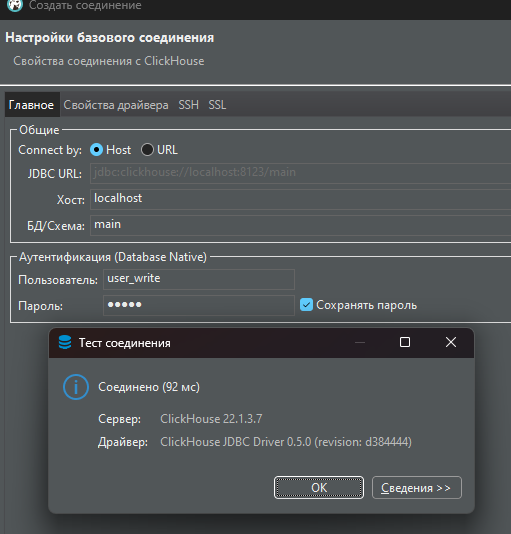 Создать соединение
Настройки базового соединения
Свойства соединения с ClickHouse
Главное Свойства драйвера SSH SSL
Общие
Connect by: Host URL
JDBC URL: jdbc:clickhouse://localhost:8123/main
Хост: localhost
БД/Схема: main
Аутентификация (Database Native)
Пользователь: user_write
Пароль: ••••• Сохранять пароль
Тест соединения
Соединено (92 мс)
Сервер: ClickHouse 22.1.3.7
Драйвер: ClickHouse JDBC Driver 0.5.0 (revision: d384444)
ОК Сведения >>